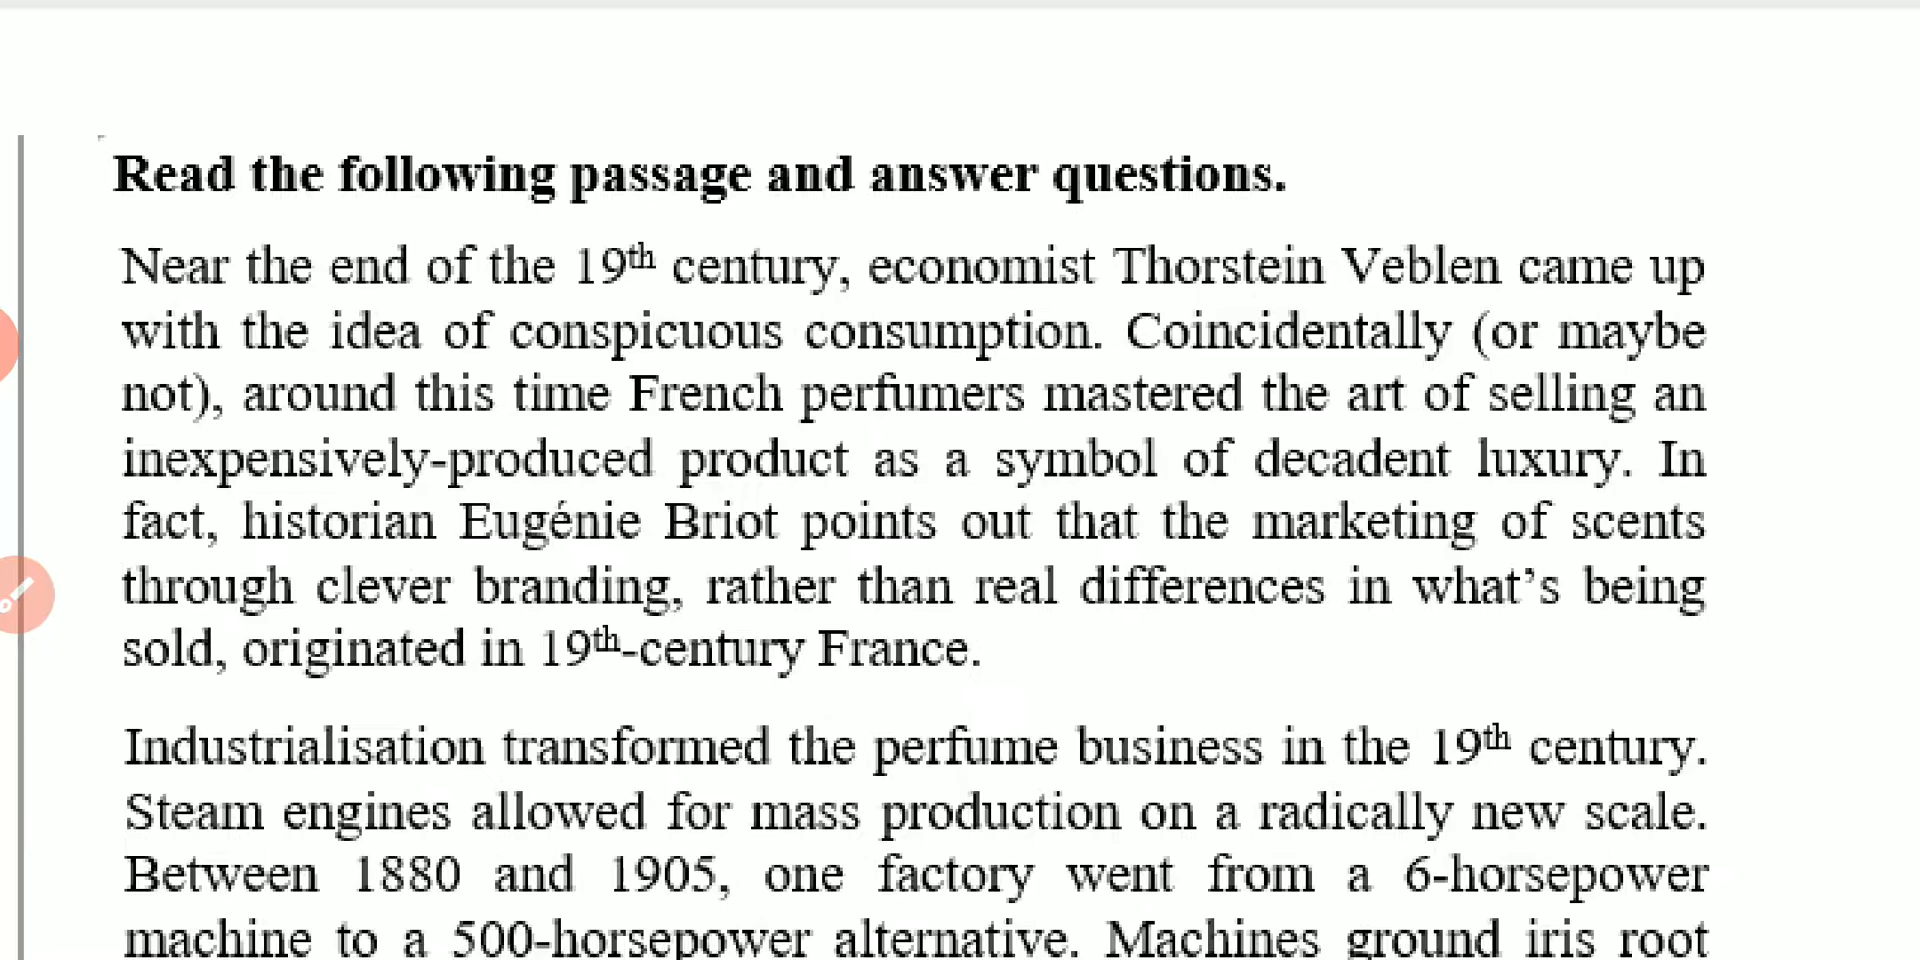 Read the following passage and answer questions.
Near the end of the 19th century, economist Thorstein Veblen came up
with the idea of conspicuous consumption. Coincidentally (or maybe
not), around this time French perfumers mastered the art of selling an
inexpensively-produced product as a symbol of decadent luxury. In
fact, historian Eugénie Briot points out that the marketing of scents
through clever branding, rather than real differences in what’s being
sold, originated in 19th-century France.
Industrialisation transformed the perfume business in the 19th century.
Steam engines allowed for mass production on a radically new scale.
Between 1880 and 1905, one factory went from a 6-horsepower
machine to a 500-horsepower alternative. Machines ground iris root